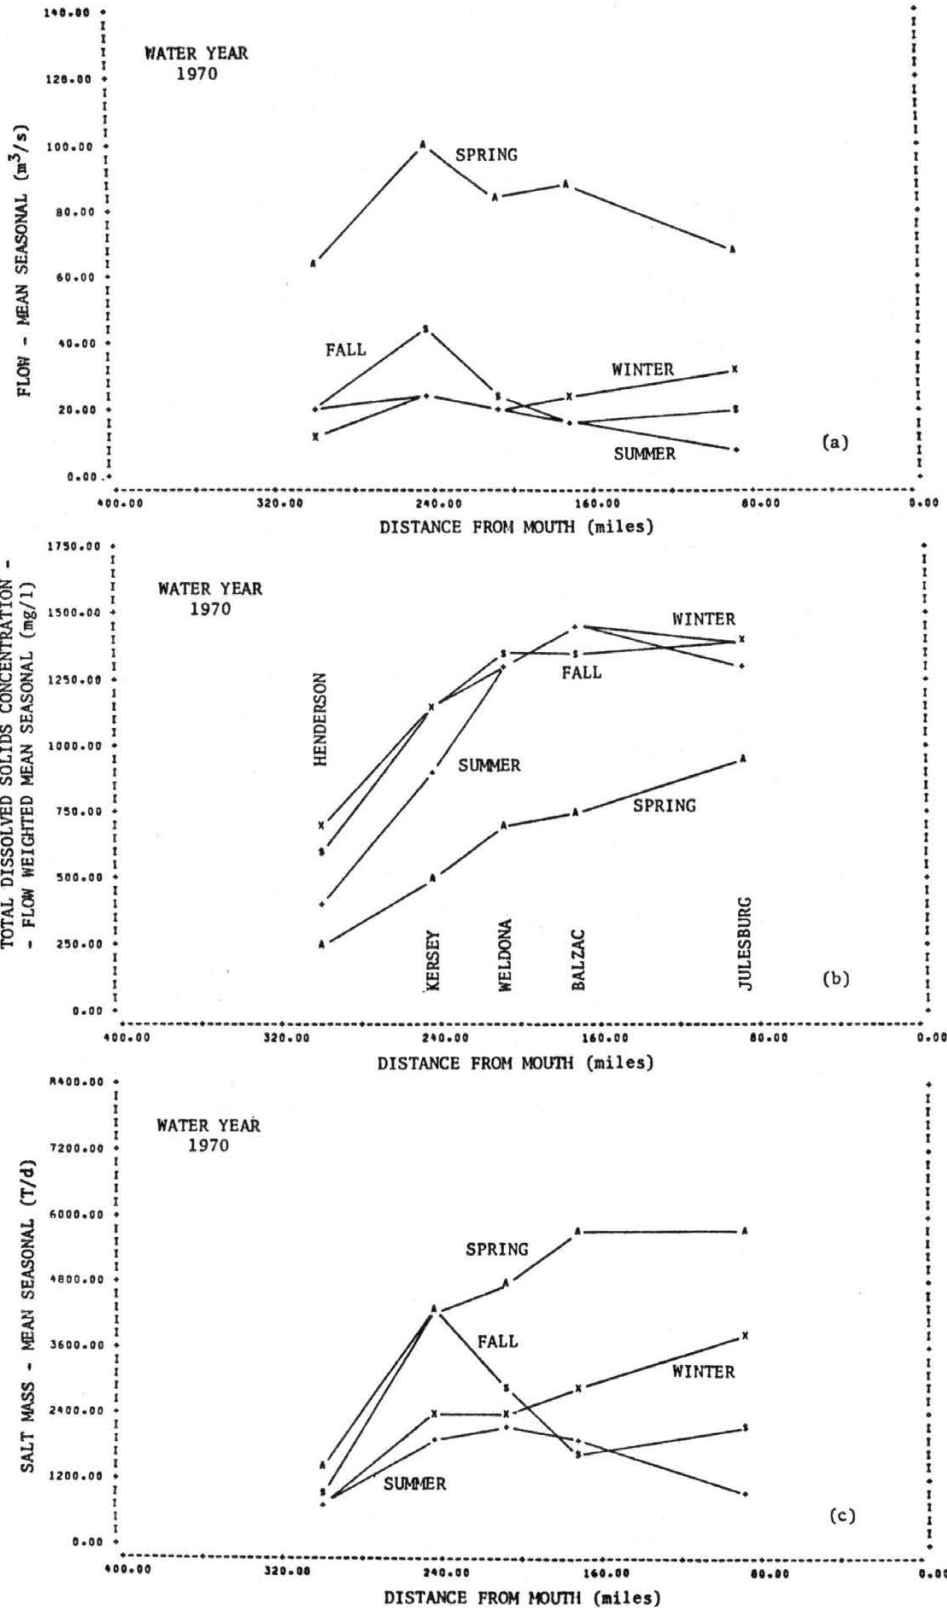 140.00
WATER YEAR
1970
120.00
100.00
SPRING
80.00
60.00
FLOW - MEAN SEASONAL (m³/s)
40.00
FALL
WINTER
20.00
SUMMER
(a)
0.00
400.00 320.00 240.00 160.00 80.00 0.00
DISTANCE FROM MOUTH (miles)
1750.00
WATER YEAR
1970
1500.00
WINTER
FALL
1250.00
HENDERSON
TOTAL DISSOLVED SOLIDS CONCENTRATION -
- FLOW WEIGHTED MEAN SEASONAL (mg/l)
1000.00
SUMMER
750.00
SPRING
500.00
KERSEY
WELDONA
BALZAC
JULESBURG
250.00
(b)
0.00
400.00 320.00 240.00 160.00 80.00 0.00
DISTANCE FROM MOUTH (miles)
8400.00
WATER YEAR
1970
7200.00
6000.00
SPRING
4800.00
SALT MASS - MEAN SEASONAL (T/d)
FALL
3600.00
WINTER
2400.00
SUMMER
1200.00
(c)
0.00
400.00 320.00 240.00 160.00 80.00 0.00
DISTANCE FROM MOUTH (miles)